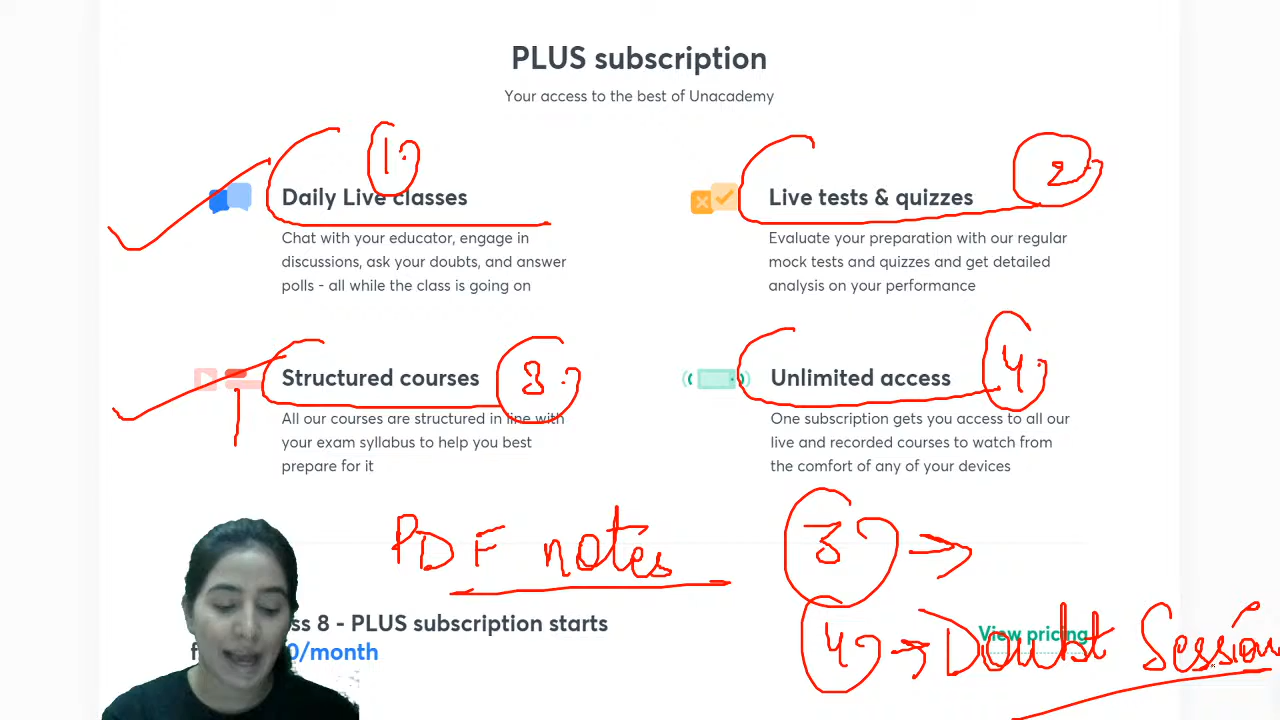 PLUS subscription
Your access to the best of Unacademy
1.
Daily Live classes
Chat with your educator, engage in
discussions, ask your doubts, and answer
polls - all while the class is going on
2
Live tests & quizzes
Evaluate your preparation with our regular
mock tests and quizzes and get detailed
analysis on your performance
Structured courses
3.
All our courses are structured in line with
your exam syllabus to help you best
prepare for it
Unlimited access
4.
One subscription gets you access to all our
live and recorded courses to watch from
the comfort of any of your devices
PDF notes
3 →
ss 8 - PLUS subscription starts
0/month
View pricing
4 → Doubt Session